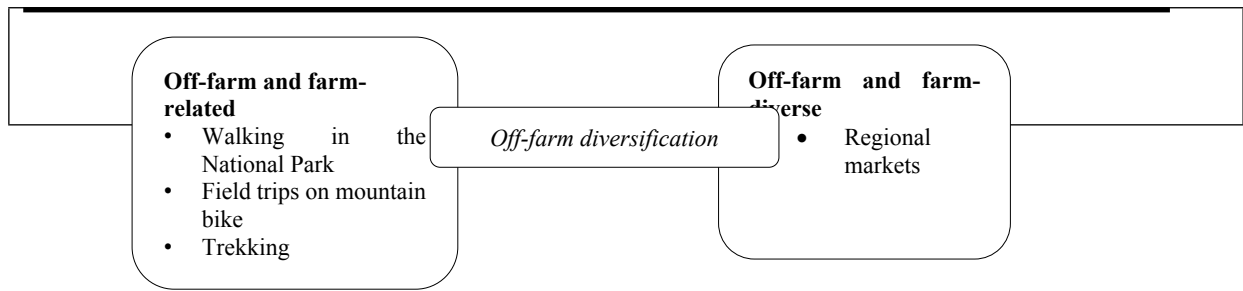 Off-farm and farm-
related
• Walking in the
National Park
• Field trips on mountain
bike
• Trekking
Off-farm diversification
Off-farm and farm-
diverse
• Regional
markets